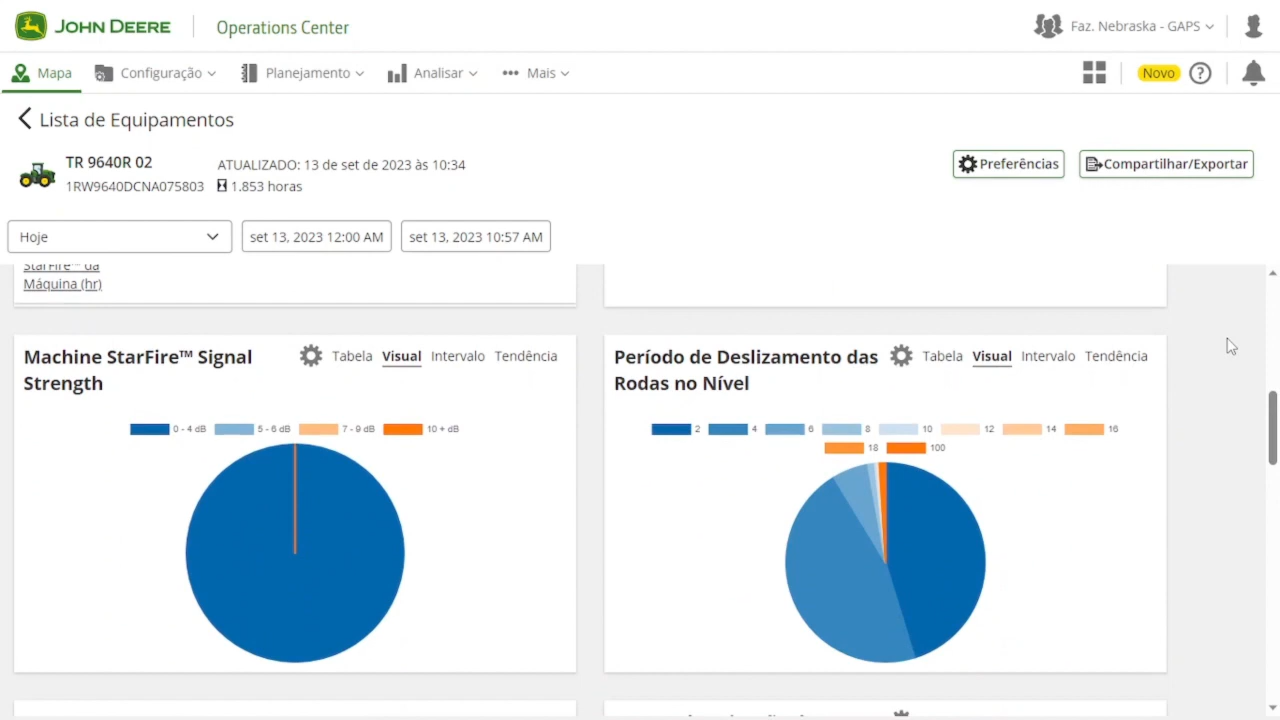 JOHN DEERE
Operations Center
Faz. Nebraska - GAPS
Mapa
Configuração
Planejamento
Analisar
Mais
Novo
?
Lista de Equipamentos
TR 9640R 02
ATUALIZADO: 13 de set de 2023 às 10:34
1RW9640DCNA075803
1.853 horas
Preferências
Compartilhar/Exportar
Hoje
set 13, 2023 12:00 AM
set 13, 2023 10:57 AM
StarFire™ da
Máquina (hr)
Machine StarFire™ Signal
Strength
Tabela
Visual
Intervalo
Tendência
0 - 4 dB
5 - 6 dB
7 - 9 dB
10 + dB
Período de Deslizamento das
Rodas no Nível
Tabela
Visual
Intervalo
Tendência
2
4
6
8
10
12
14
16
18
100